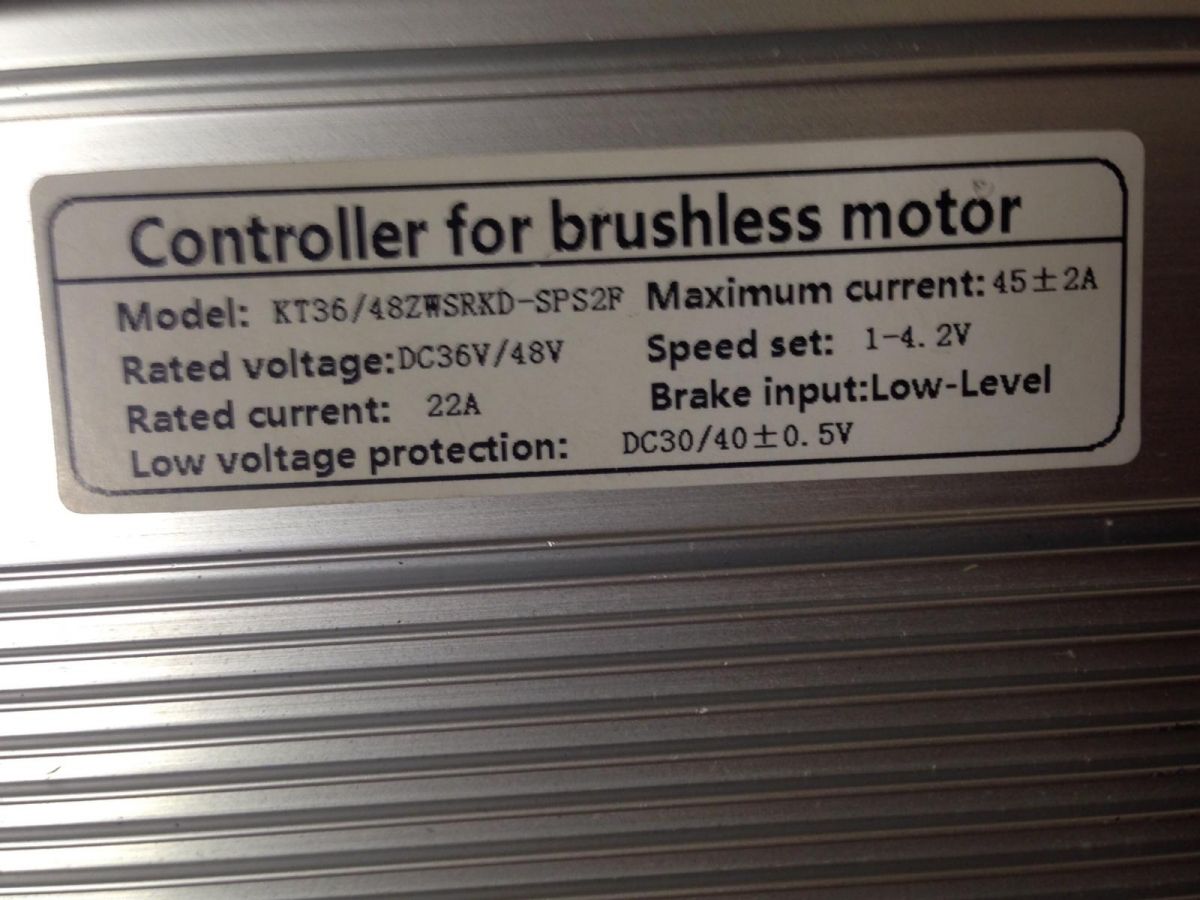 Controller for brushless motor
Model: KT36/48ZWSRKD-SPS2F Maximum current: 45±2A
Rated voltage: DC36V/48V Speed set: 1-4.2V
Rated current: 22A Brake input: Low-Level
Low voltage protection: DC30/40±0.5V